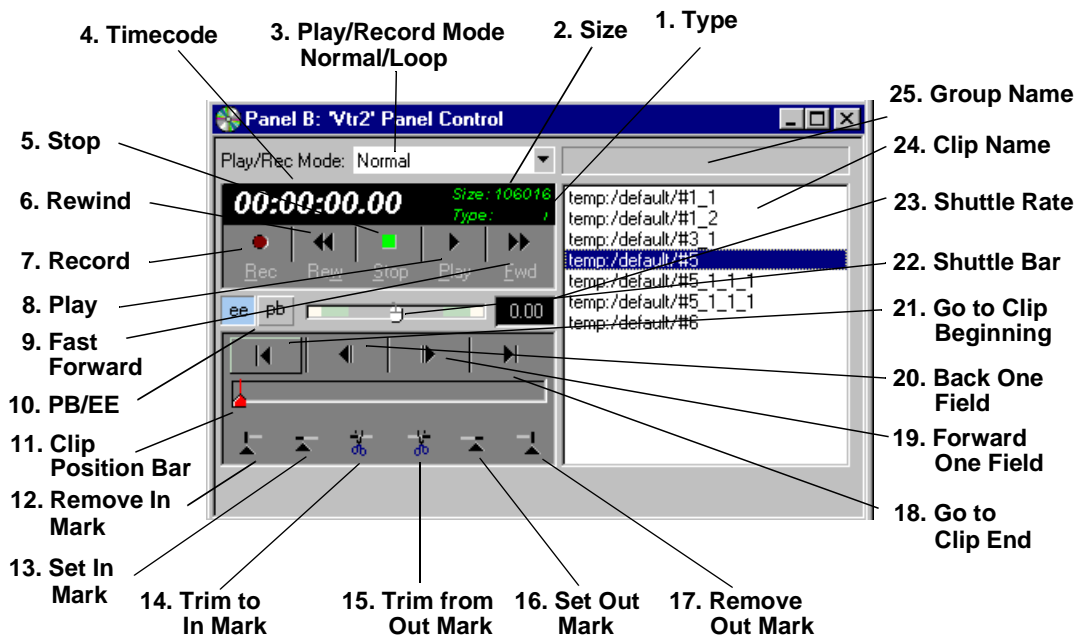 1. Type
2. Size
3. Play/Record Mode
Normal/Loop
4. Timecode
25. Group Name
Panel B: 'Vtr2' Panel Control
5. Stop
24. Clip Name
Play/Rec Mode: Normal
00:00:00.00
Size: 106016
Type:
temp:/default/#1_1
temp:/default/#1_2
temp:/default/#3_1
temp:/default/#5
temp:/default/#5_1_1_1
temp:/default/#5_1_1_1
temp:/default/#6
6. Rewind
23. Shuttle Rate
7. Record
Rec Rew Stop Play Fwd
22. Shuttle Bar
8. Play
ee pb 0.00
21. Go to Clip
Beginning
9. Fast
Forward
20. Back One
Field
10. PB/EE
19. Forward
One Field
11. Clip
Position Bar
12. Remove In
Mark
18. Go to
Clip End
13. Set In
Mark
14. Trim to
In Mark
15. Trim from
Out Mark
16. Set Out
Mark
17. Remove
Out Mark